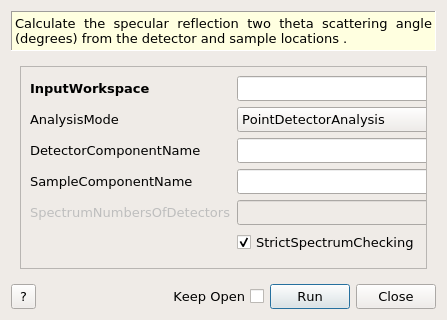 Calculate the specular reflection two theta scattering angle
(degrees) from the detector and sample locations .
InputWorkspace
AnalysisMode PointDetectorAnalysis
DetectorComponentName
SampleComponentName
SpectrumNumbersOfDetectors
StrictSpectrumChecking
? Keep Open Run Close